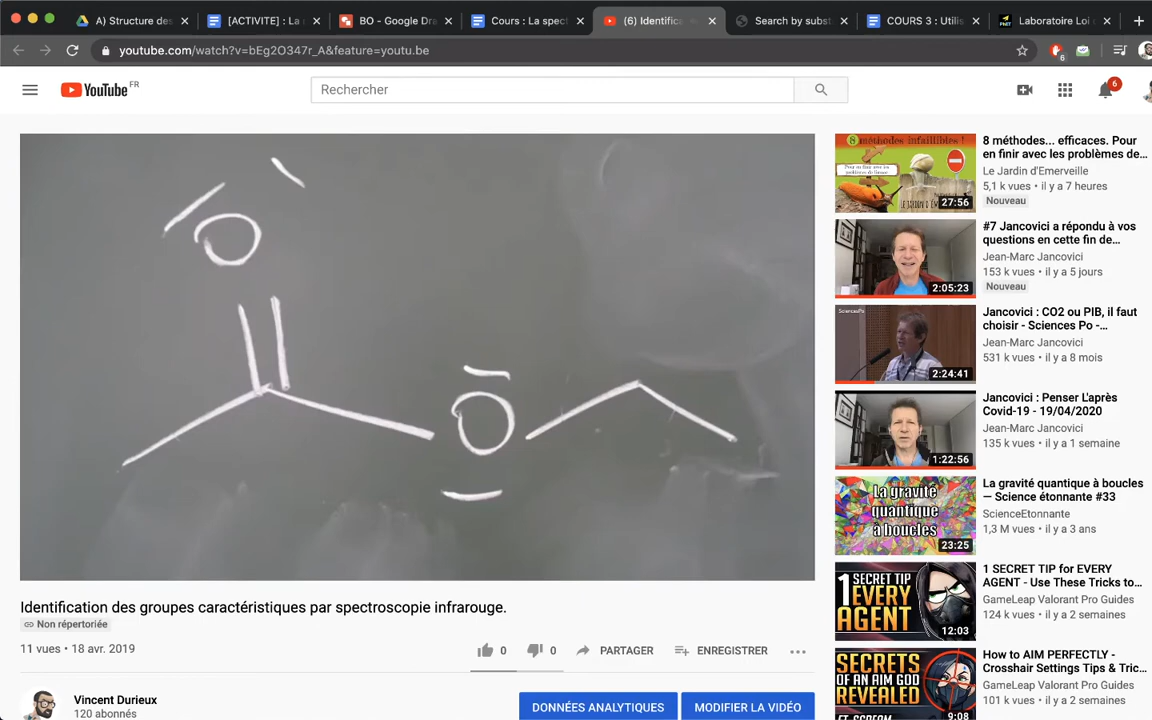 A) Structure des
[ACTIVITE] : La
BO - Google Dra
Cours : La spect
(6) Identifica
Search by subst
COURS 3 : Utilis
Laboratoire Loi
youtube.com/watch?v=bEg2O347r_A&feature=youtu.be
6
YouTube FR
Rechercher
6
O
O
Identification des groupes caractéristiques par spectroscopie infrarouge.
Non répertoriée
11 vues • 18 avr. 2019
0
0
PARTAGER
ENREGISTRER
Vincent Durieux
120 abonnés
DONNÉES ANALYTIQUES
MODIFIER LA VIDÉO
8 méthodes infaillibles !
27:56
8 méthodes... efficaces. Pour
en finir avec les problèmes de...
Le Jardin d'Emerveille
5,1 k vues • il y a 7 heures
Nouveau
2:05:23
#7 Jancovici a répondu à vos
questions en cette fin de...
Jean-Marc Jancovici
153 k vues • il y a 5 jours
Nouveau
SciencesPo
2:24:41
Jancovici : CO2 ou PIB, il faut
choisir - Sciences Po -...
Jean-Marc Jancovici
531 k vues • il y a 8 mois
1:22:56
Jancovici : Penser L'après
Covid-19 - 19/04/2020
Jean-Marc Jancovici
135 k vues • il y a 1 semaine
La gravité
quantique
à boucles
23:25
La gravité quantique à boucles
— Science étonnante #33
ScienceEtonnante
1,3 M vues • il y a 3 ans
1 SECRET TIP
EVERY
AGENT
12:03
1 SECRET TIP for EVERY
AGENT - Use These Tricks to...
GameLeap Valorant Pro Guides
124 k vues • il y a 2 semaines
SECRETS
OF AN AIM GOD
REVEALED
9:08
How to AIM PERFECTLY -
Crosshair Settings Tips & Tric...
GameLeap Valorant Pro Guides
101 k vues • il y a 2 semaines